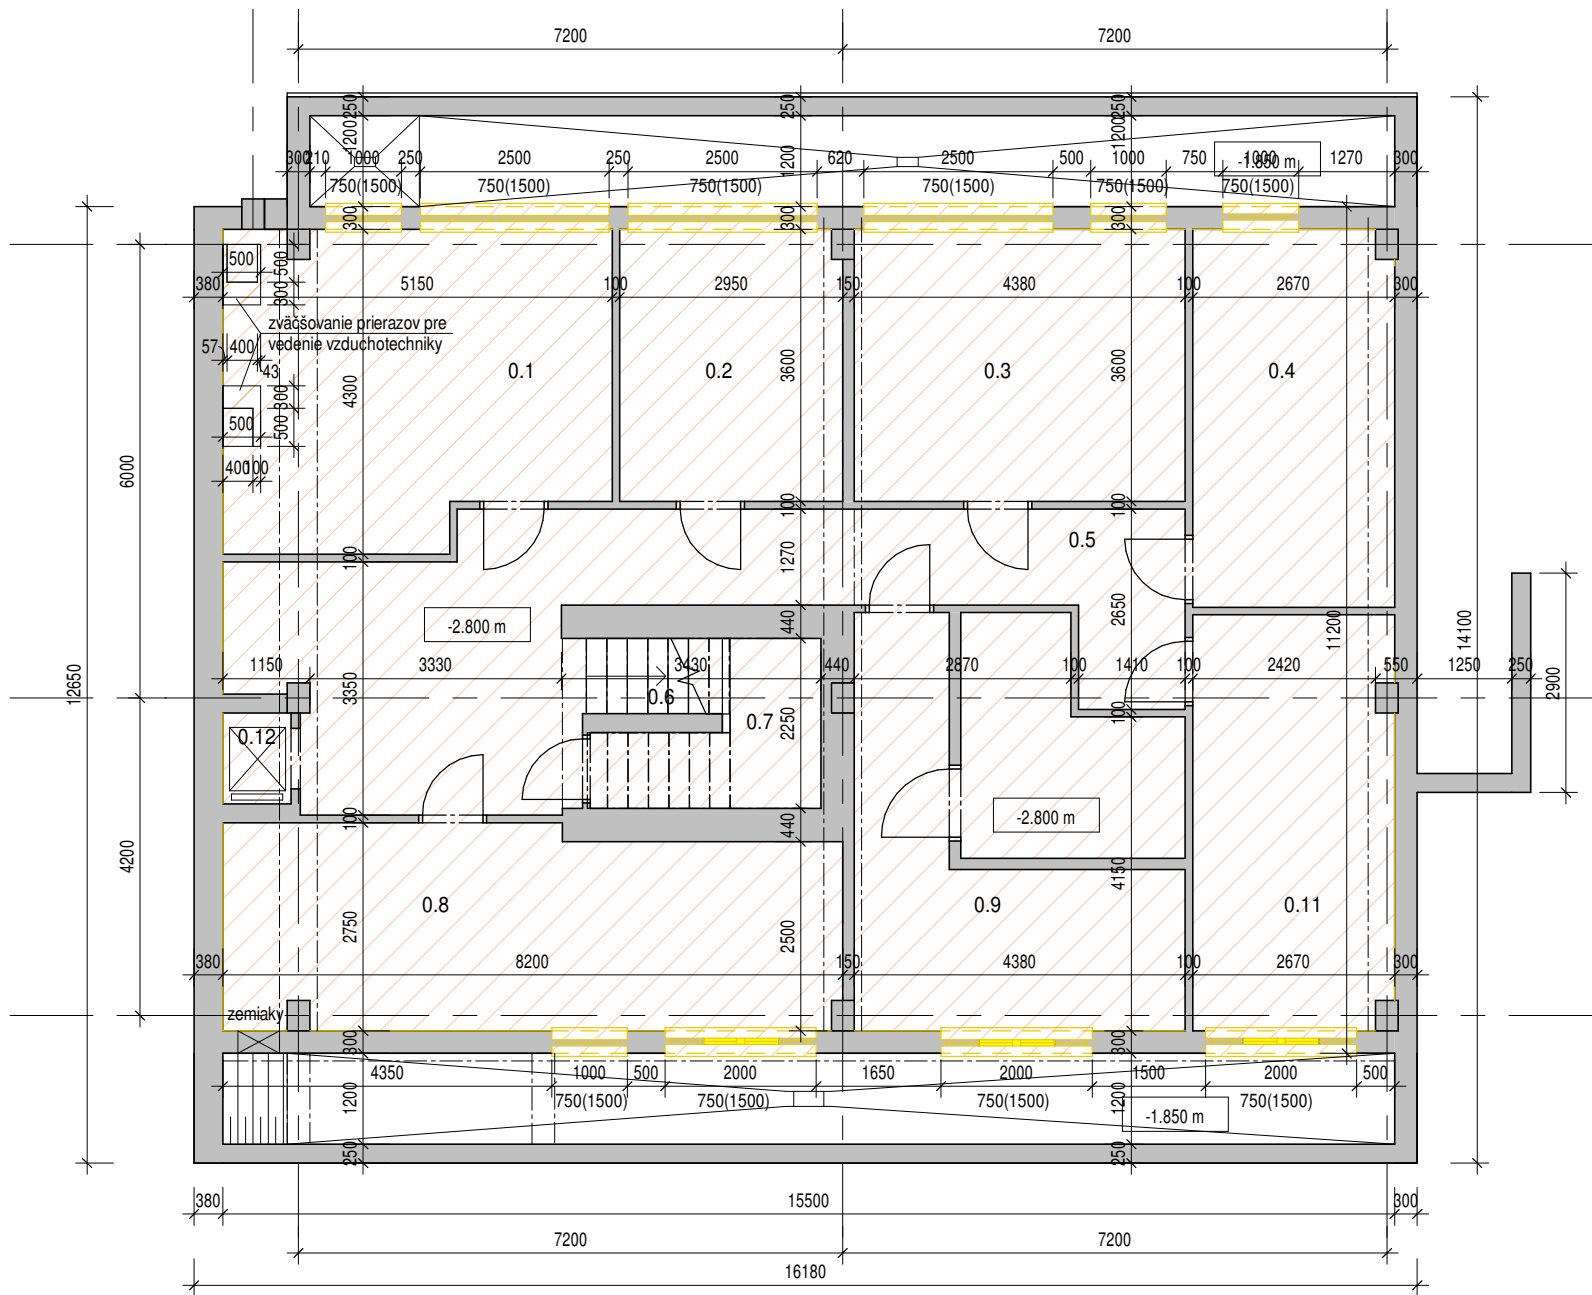 7200 7200
250 250 250
1200 1200 1200
300 210 1000 250 2500 250 2500 620 2500 500 1000 750 1000 1270 300
-1.850 m
750(1500) 750(1500) 750(1500) 750(1500) 750(1500) 750(1500)
300 300 300
500 500
380 5150 100 2950 150 4380 100 2670 300
300
zväčšovanie prierazov pre
vedenie vzduchotechniky
57 400
43
0.1 0.2 0.3 0.4
3600 3600
4300
300
500 500
400 100
6000
100 100
100
1270
0.5
-2.800 m
440
2650
11200
14100
12650
1150 3330 3430 440 2870 100 1410 100 2420 550 1250 250
2900
3350
0.6
0.7
2250
100
0.12
-2.800 m
100
440
4200
4150
0.8 0.9 0.11
2750
2500
380 8200 150 4380 100 2670 300
zemiaky
300 300 300
4350 1000 500 2000 1650 2000 1500 2000 500
750(1500) 750(1500) 750(1500) 750(1500)
1200 1200
-1.850 m
250 250
380 15500 300
7200 7200
16180